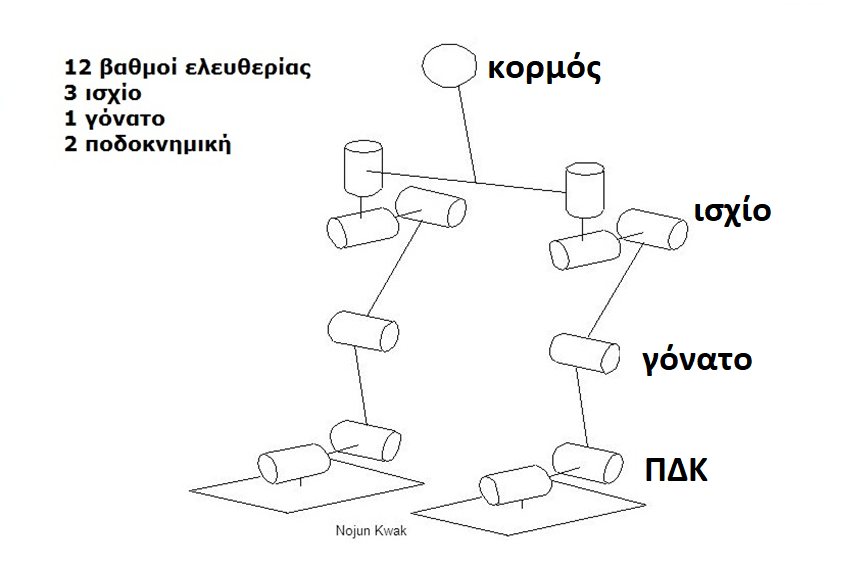 12 βαθμοί ελευθερίας
3 ισχίο
1 γόνατο
2 ποδοκνημική
κορμός
ισχίο
γόνατο
ΠΔΚ
Nojun Kwak